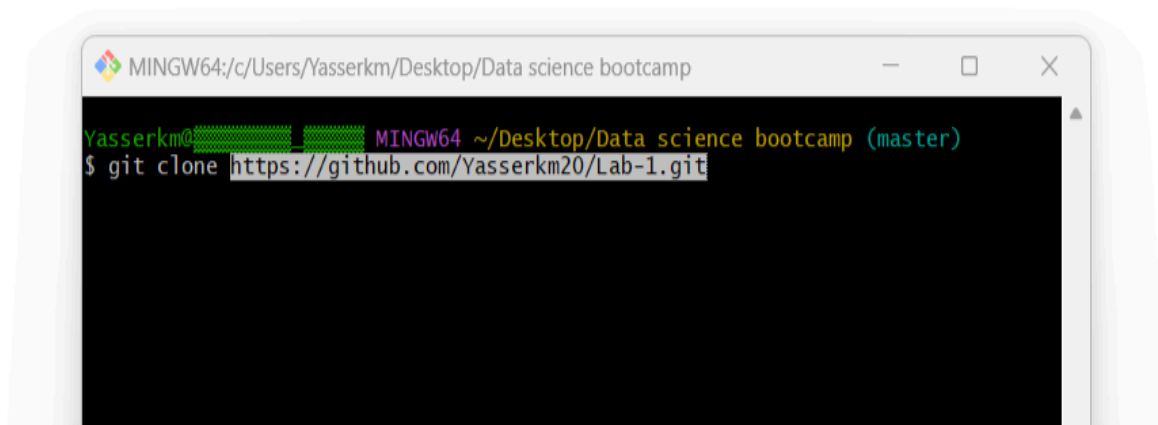 MINGW64:/c/Users/Yasserkm/Desktop/Data science bootcamp
Yasserkm@▒▒▒▒▒▒▒▒_▒▒▒▒▒ MINGW64 ~/Desktop/Data science bootcamp (master)
$ git clone https://github.com/Yasserkm20/Lab-1.git